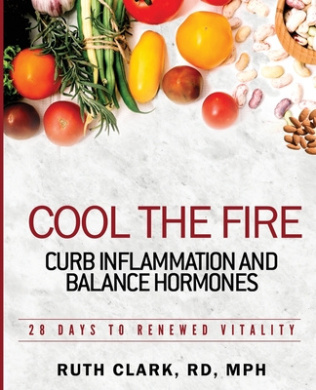 COOL THE FIRE
CURB INFLAMMATION AND
BALANCE HORMONES
28 DAYS TO RENEWED VITALITY
RUTH CLARK, RD, MPH